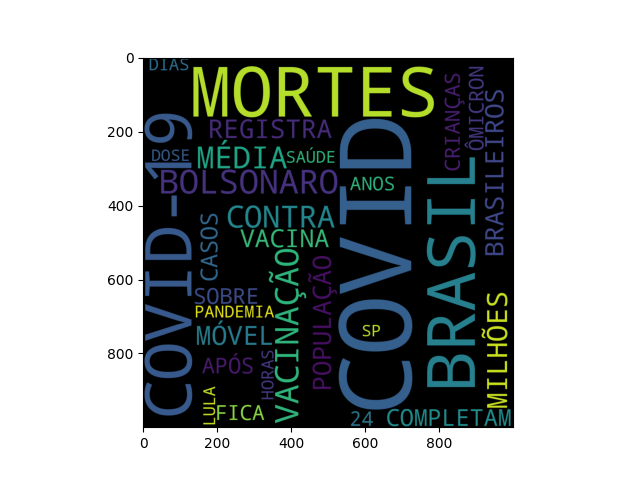 0
200
400
600
800
DIAS
MORTES
COVID-19
REGISTRA
DOSE
MÉDIA
SAÚDE
BOLSONARO
ANOS
CONTRA
VACINA
CASOS
SOBRE
PANDEMIA
MÓVEL
APÓS
HORAS
LULA
FICA
VACINAÇÃO
POPULAÇÃO
COVID
SP
BRASIL
CRIANÇAS
ÔMICRON
BRASILEIROS
MILHÕES
24
COMPLETAM
0
200
400
600
800